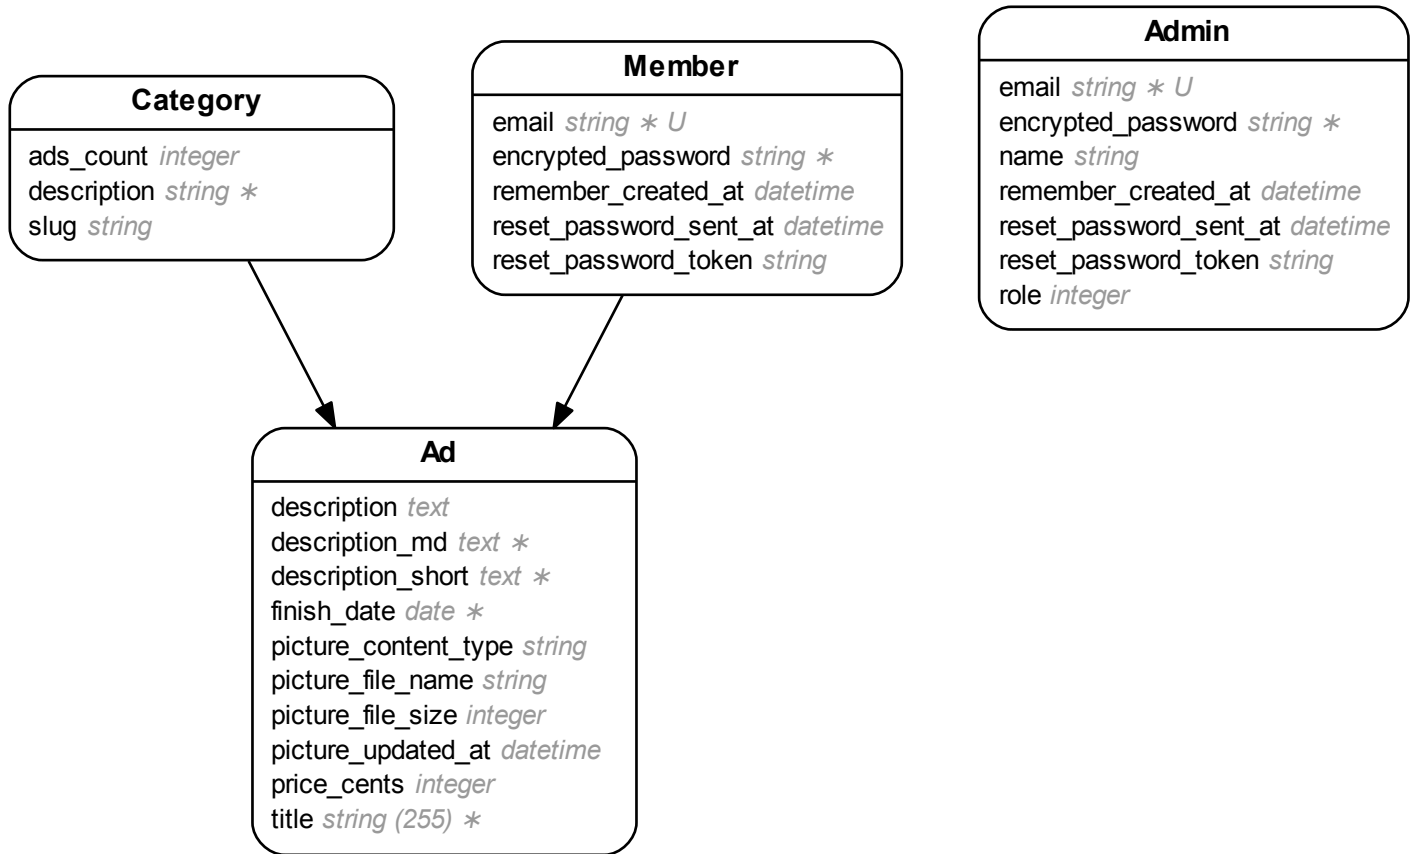 Category
ads_count integer
description string ∗
slug string
Member
email string ∗ U
encrypted_password string ∗
remember_created_at datetime
reset_password_sent_at datetime
reset_password_token string
Admin
email string ∗ U
encrypted_password string ∗
name string
remember_created_at datetime
reset_password_sent_at datetime
reset_password_token string
role integer
Ad
description text
description_md text ∗
description_short text ∗
finish_date date ∗
picture_content_type string
picture_file_name string
picture_file_size integer
picture_updated_at datetime
price_cents integer
title string (255) ∗